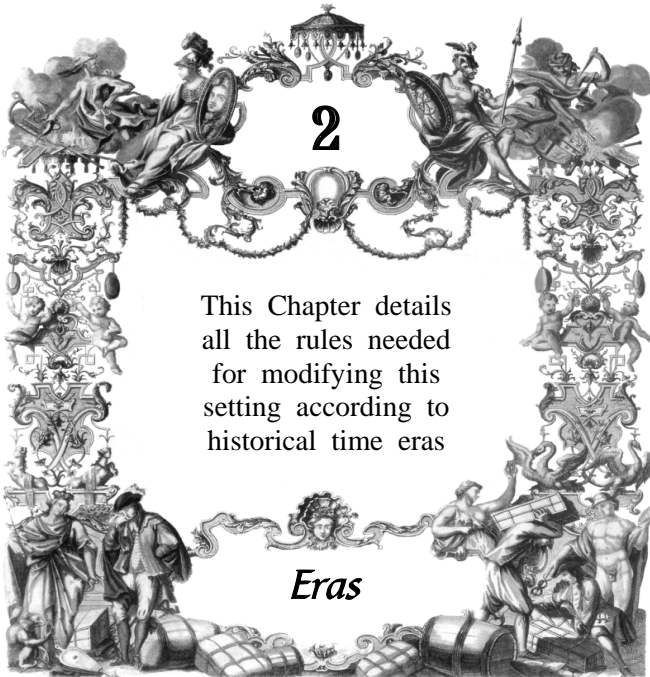 2
This Chapter details
all the rules needed
for modifying this
setting according to
historical time eras
Eras